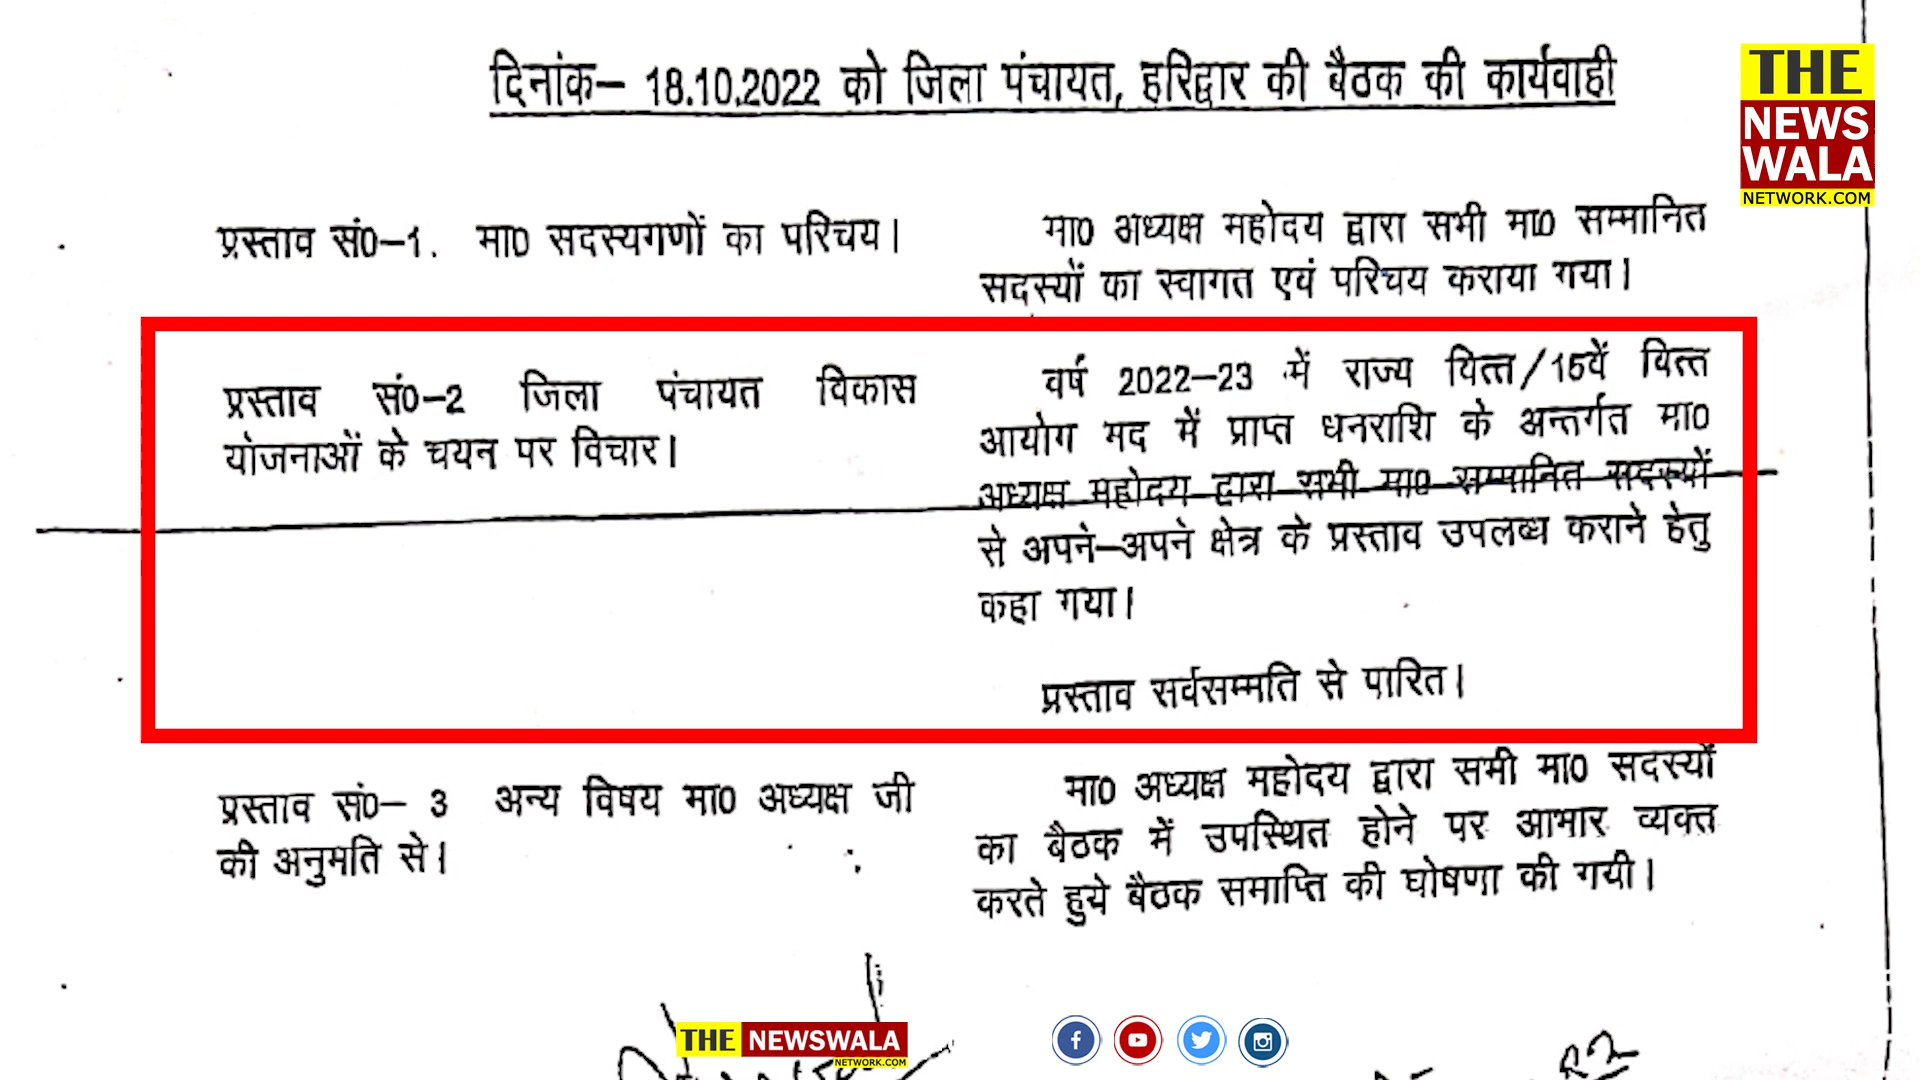 दिनांक– 18.10.2022 को जिला पंचायत, हरिद्वार की बैठक की कार्यवाही
THE
NEWS
WALA
NETWORK.COM
प्रस्ताव सं0–1. मा0 सदस्यगणों का परिचय।
मा0 अध्यक्ष महोदय द्वारा सभी मा0 सम्मानित
सदस्यों का स्वागत एवं परिचय कराया गया।
प्रस्ताव सं0–2 जिला पंचायत विकास
योजनाओं के चयन पर विचार।
वर्ष 2022–23 में राज्य वित्त/15वें वित्त
आयोग मद में प्राप्त धनराशि के अन्तर्गत मा0
अध्यक्ष महोदय द्वारा सभी मा0 सम्मानित सदस्यों
से अपने–अपने क्षेत्र के प्रस्ताव उपलब्ध कराने हेतु
कहा गया।
प्रस्ताव सर्वसम्मति से पारित।
प्रस्ताव सं0– 3 अन्य विषय मा0 अध्यक्ष जी
की अनुमति से।
मा0 अध्यक्ष महोदय द्वारा सभी मा0 सदस्यों
का बैठक में उपस्थित होने पर आभार व्यक्त
करते हुये बैठक समाप्ति की घोषणा की गयी।
THE NEWSWALA
NETWORK.COM